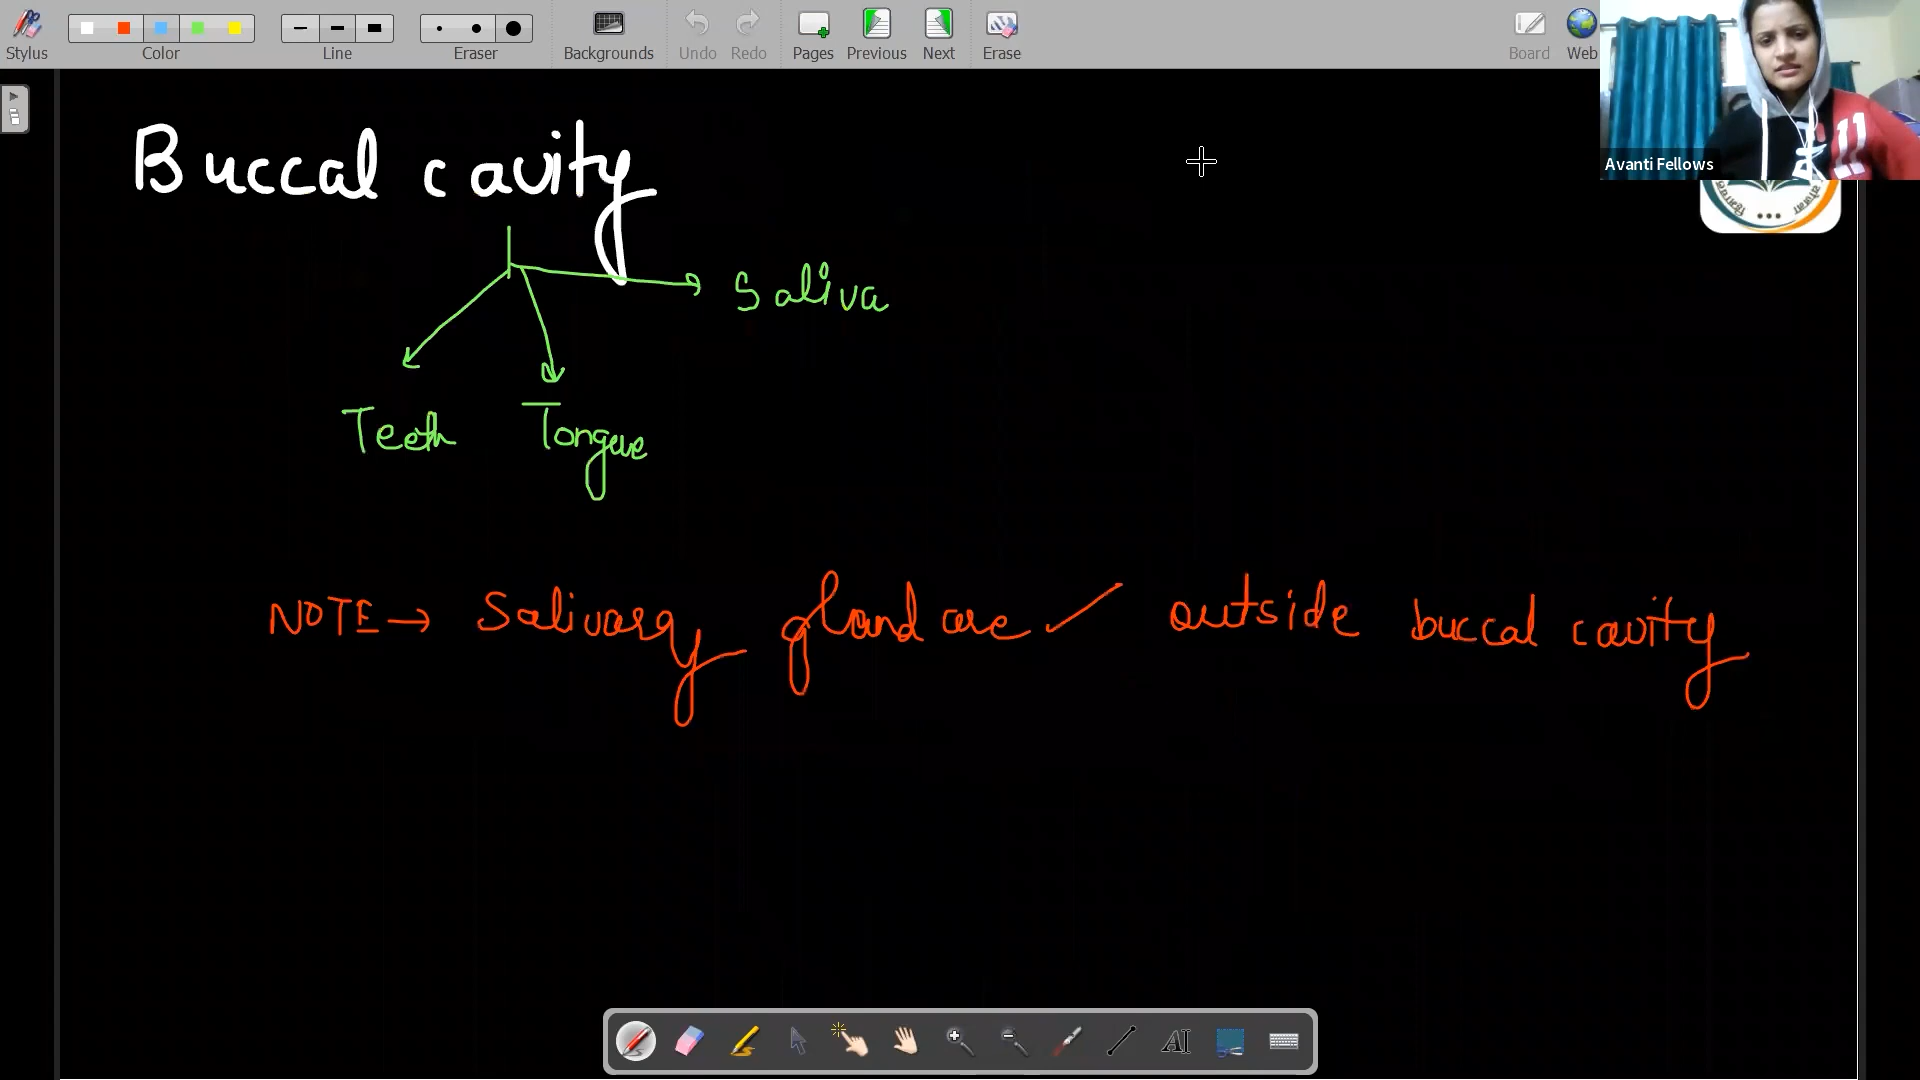 Stylus Color Line Eraser Backgrounds Undo Redo Pages Previous Next Erase Board Web
Avanti Fellows
Buccal cavity
Saliva
Teeth Tongue
NOTE → Salivary gland are ✓ outside buccal cavity
AI